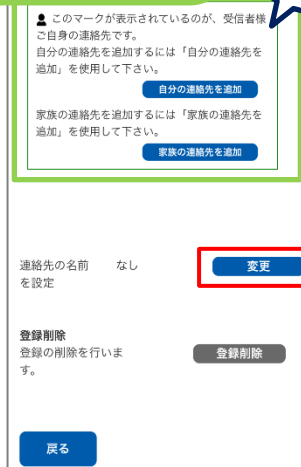 このマークが表示されているのが、受信者様
ご自身の連絡先です。
自分の連絡先を追加するには「自分の連絡先を
追加」を使用して下さい。
自分の連絡先を追加
家族の連絡先を追加するには「家族の連絡先を
追加」を使用して下さい。
家族の連絡先を追加
連絡先の名前 なし
を設定
変更
登録削除
登録の削除を行いま
す。
登録削除
戻る